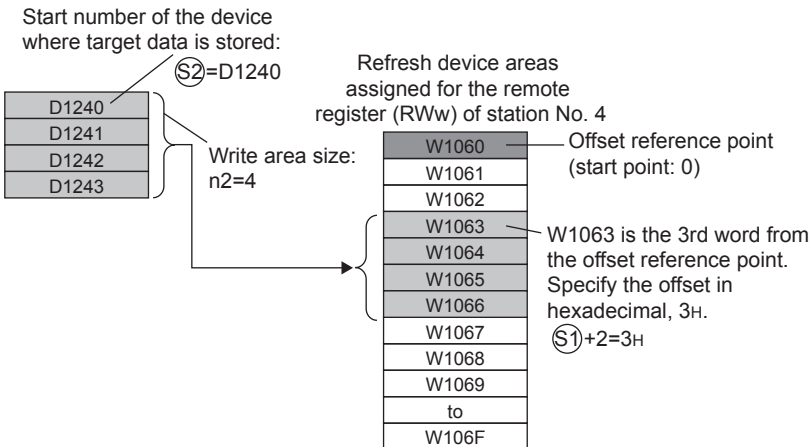 Start number of the device
where target data is stored:
S2=D1240
D1240
D1241
D1242
D1243
Write area size:
n2=4
Refresh device areas
assigned for the remote
register (RWw) of station No. 4
W1060
W1061
W1062
W1063
W1064
W1065
W1066
W1067
W1068
W1069
to
W106F
Offset reference point
(start point: 0)
W1063 is the 3rd word from
the offset reference point.
Specify the offset in
hexadecimal, 3H.
S1+2=3H